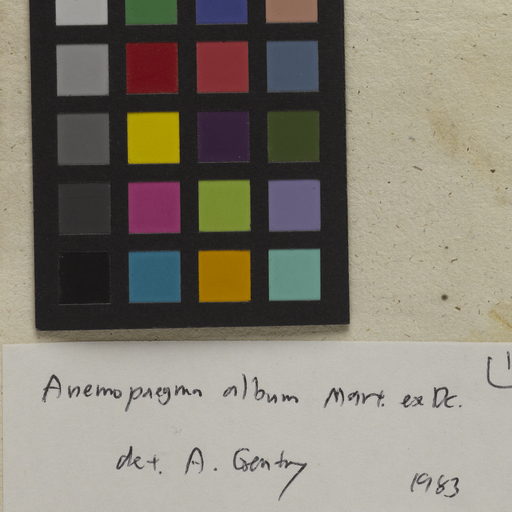 Anemopaegma album Mart. ex Dc.
det. A. Gentry
1983